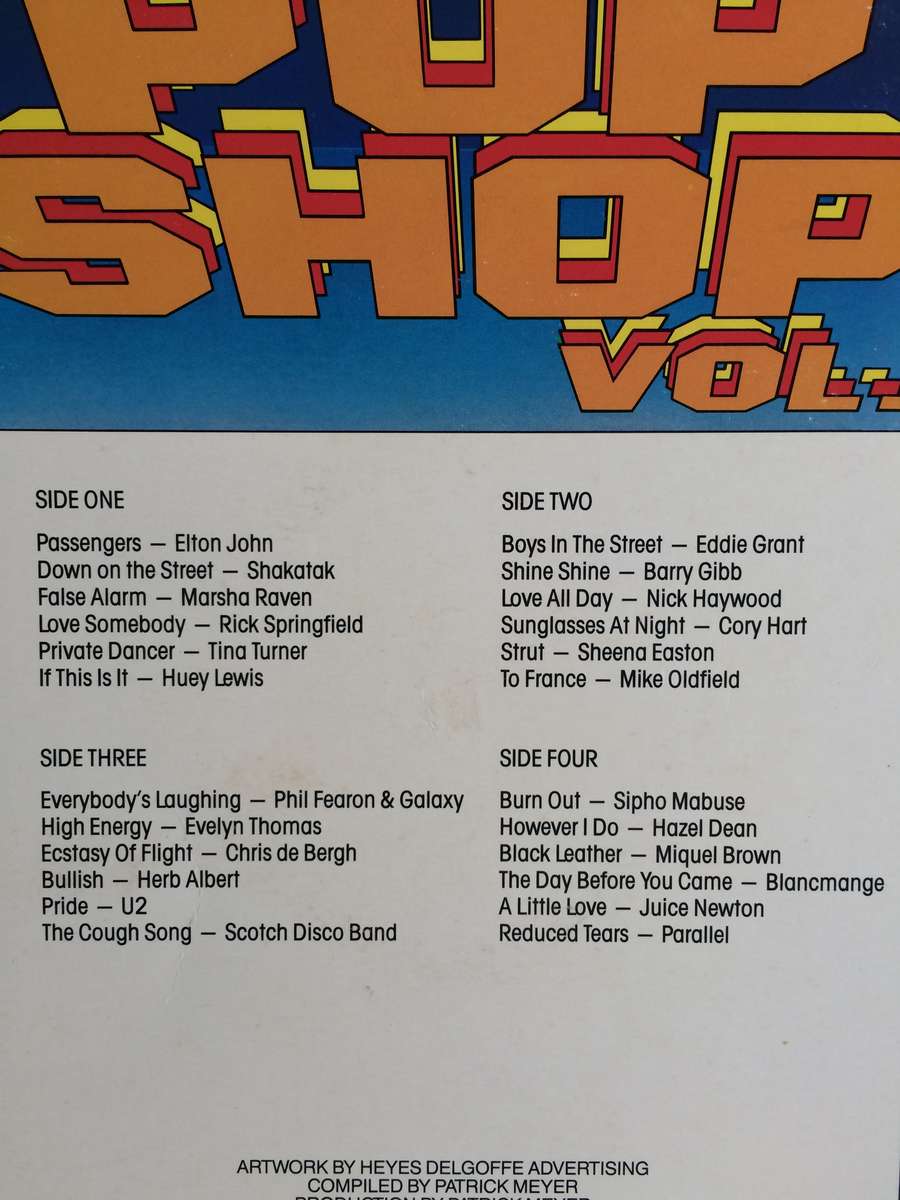 POP
SHOP
VOL.
SIDE ONE
Passengers — Elton John
Down on the Street — Shakatak
False Alarm — Marsha Raven
Love Somebody — Rick Springfield
Private Dancer — Tina Turner
If This Is It — Huey Lewis
SIDE TWO
Boys In The Street — Eddie Grant
Shine Shine — Barry Gibb
Love All Day — Nick Haywood
Sunglasses At Night — Cory Hart
Strut — Sheena Easton
To France — Mike Oldfield
SIDE THREE
Everybody's Laughing — Phil Fearon & Galaxy
High Energy — Evelyn Thomas
Ecstasy Of Flight — Chris de Bergh
Bullish — Herb Albert
Pride — U2
The Cough Song — Scotch Disco Band
SIDE FOUR
Burn Out — Sipho Mabuse
However I Do — Hazel Dean
Black Leather — Miquel Brown
The Day Before You Came — Blancmange
A Little Love — Juice Newton
Reduced Tears — Parallel
ARTWORK BY HEYES DELGOFFE ADVERTISING
COMPILED BY PATRICK MEYER
PRODUCTION BY PATRICK MEYER